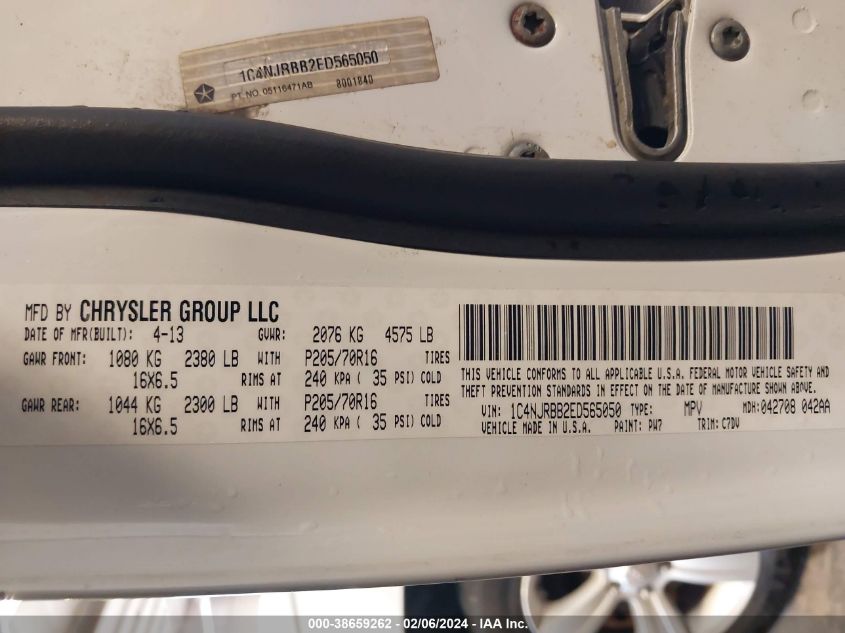 1C4NJRBB2ED565050
PT. NO. 05116471AB 8001840
MFD BY CHRYSLER GROUP LLC
DATE OF MFR(BUILT): 4-13 GVWR: 2076 KG 4575 LB
GAWR FRONT: 1080 KG 2380 LB WITH P205/70R16 TIRES
16X6.5 RIMS AT 240 KPA ( 35 PSI) COLD
GAWR REAR: 1044 KG 2300 LB WITH P205/70R16 TIRES
16X6.5 RIMS AT 240 KPA ( 35 PSI) COLD
THIS VEHICLE CONFORMS TO ALL APPLICABLE U.S.A. FEDERAL MOTOR VEHICLE SAFETY AND
THEFT PREVENTION STANDARDS IN EFFECT ON THE DATE OF MANUFACTURE SHOWN ABOVE.
VIN: 1C4NJRBB2ED565050 TYPE: MPV MDH: 042708 042AA
VEHICLE MADE IN U.S.A. PAINT: PW7 TRIM: C7DV
000-38659262 - 02/06/2024 - IAA Inc.